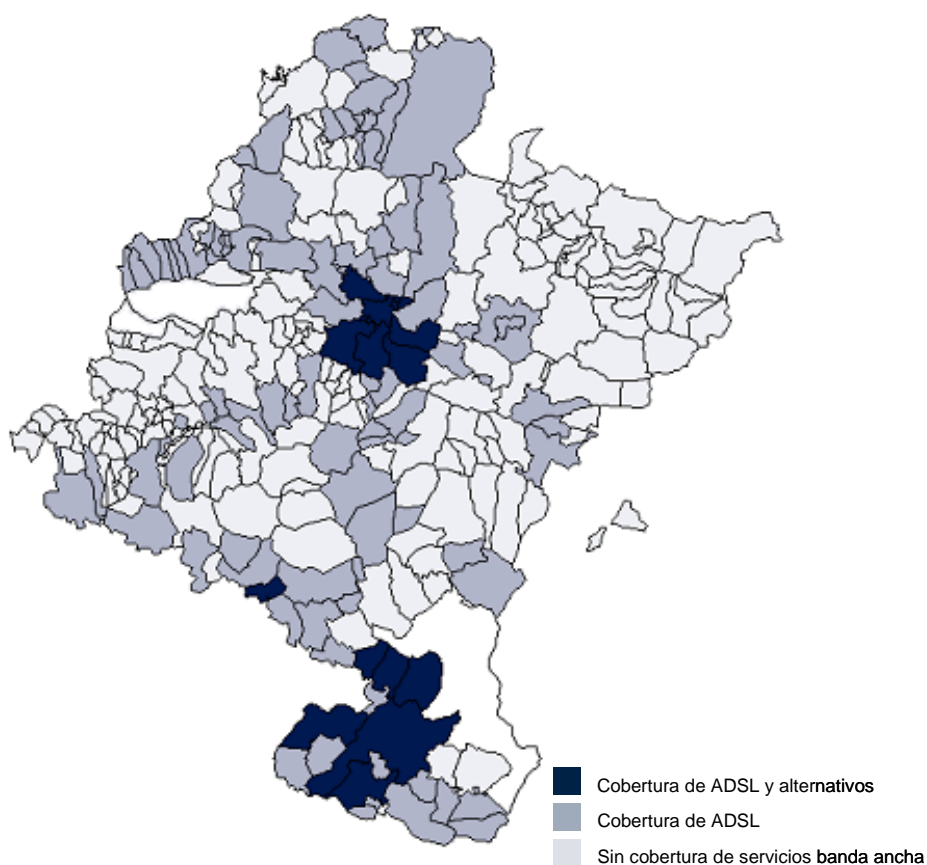 Cobertura de ADSL y alternativos
Cobertura de ADSL
Sin cobertura de servicios banda ancha